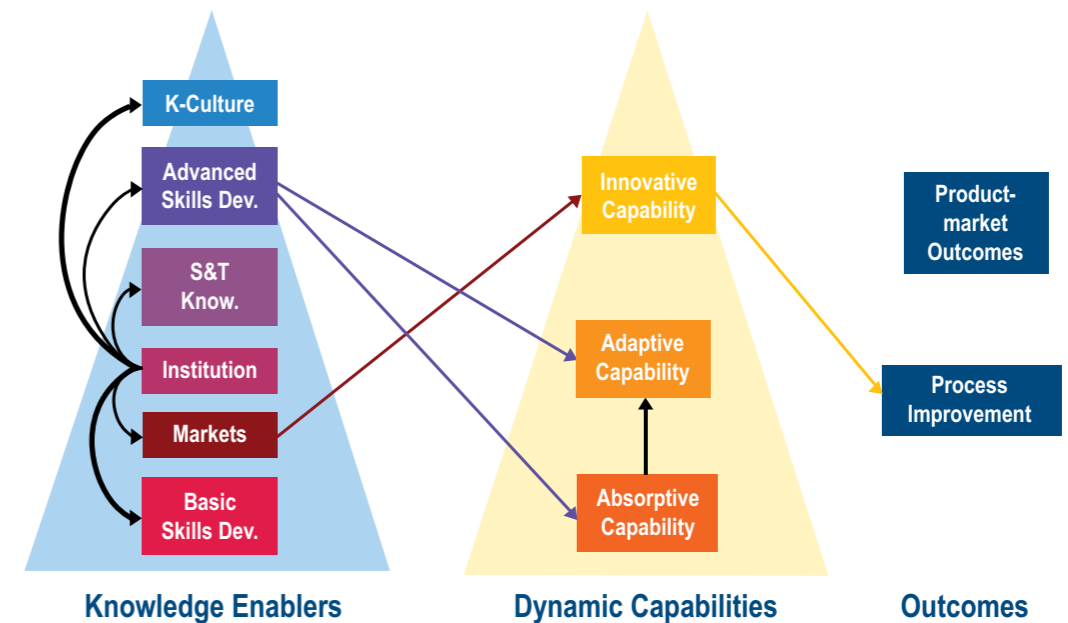 K-Culture
Advanced
Skills Dev.
S&T
Know.
Institution
Markets
Basic
Skills Dev.
Innovative
Capability
Adaptive
Capability
Absorptive
Capability
Product-
market
Outcomes
Process
Improvement
Knowledge Enablers
Dynamic Capabilities
Outcomes